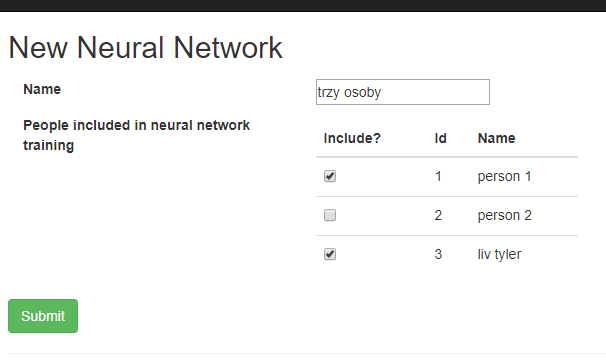 New Neural Network
Name
trzy osoby
People included in neural network
training
Include? Id Name
1 person 1
2 person 2
3 liv tyler
Submit